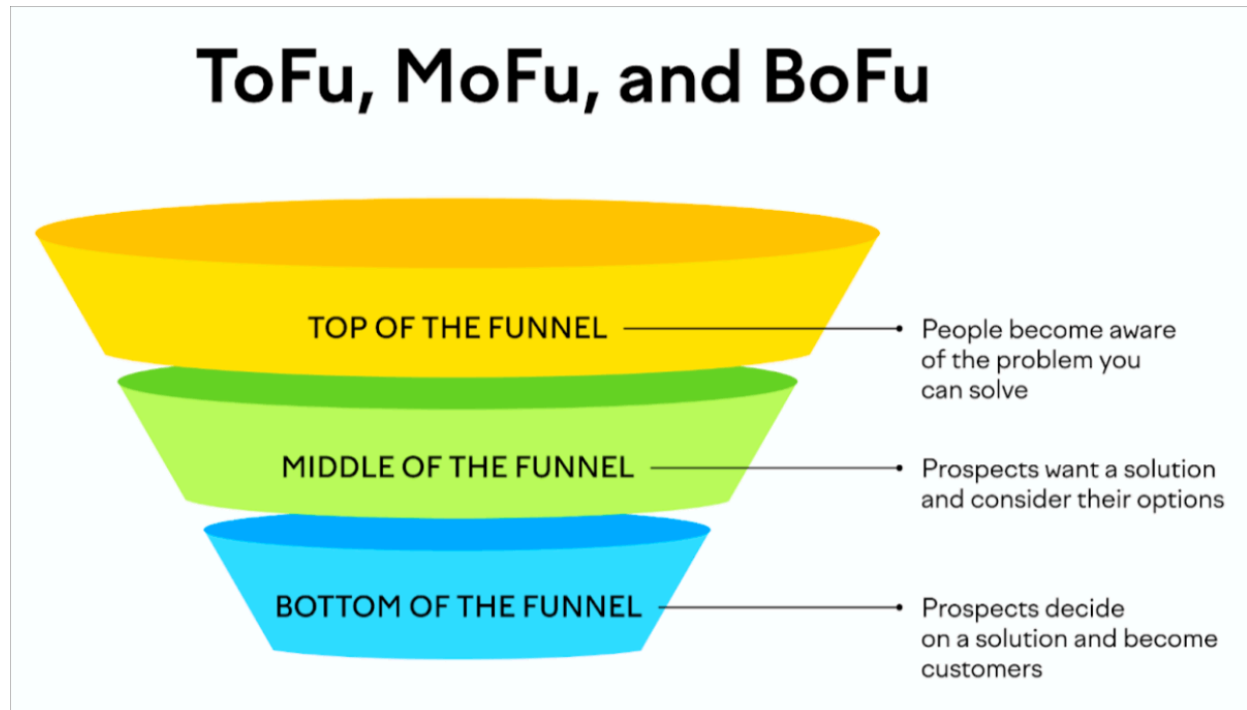 ToFu, MoFu, and BoFu
TOP OF THE FUNNEL
People become aware
of the problem you
can solve
MIDDLE OF THE FUNNEL
Prospects want a solution
and consider their options
BOTTOM OF THE FUNNEL
Prospects decide
on a solution and become
customers